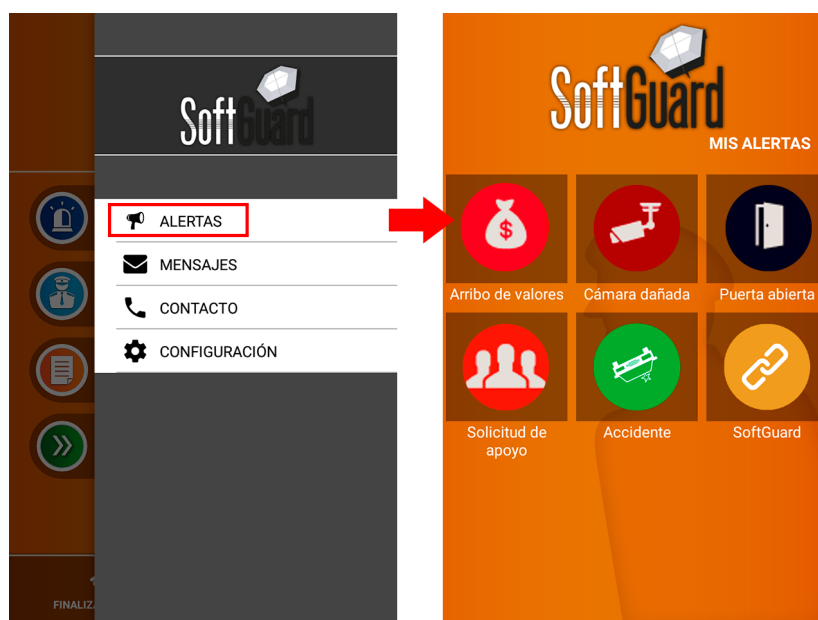 SoftGuard
ALERTAS
MENSAJES
CONTACTO
CONFIGURACIÓN
SoftGuard
MIS ALERTAS
$
Arribo de valores
Cámara dañada
Puerta abierta
Solicitud de
apoyo
Accidente
SoftGuard